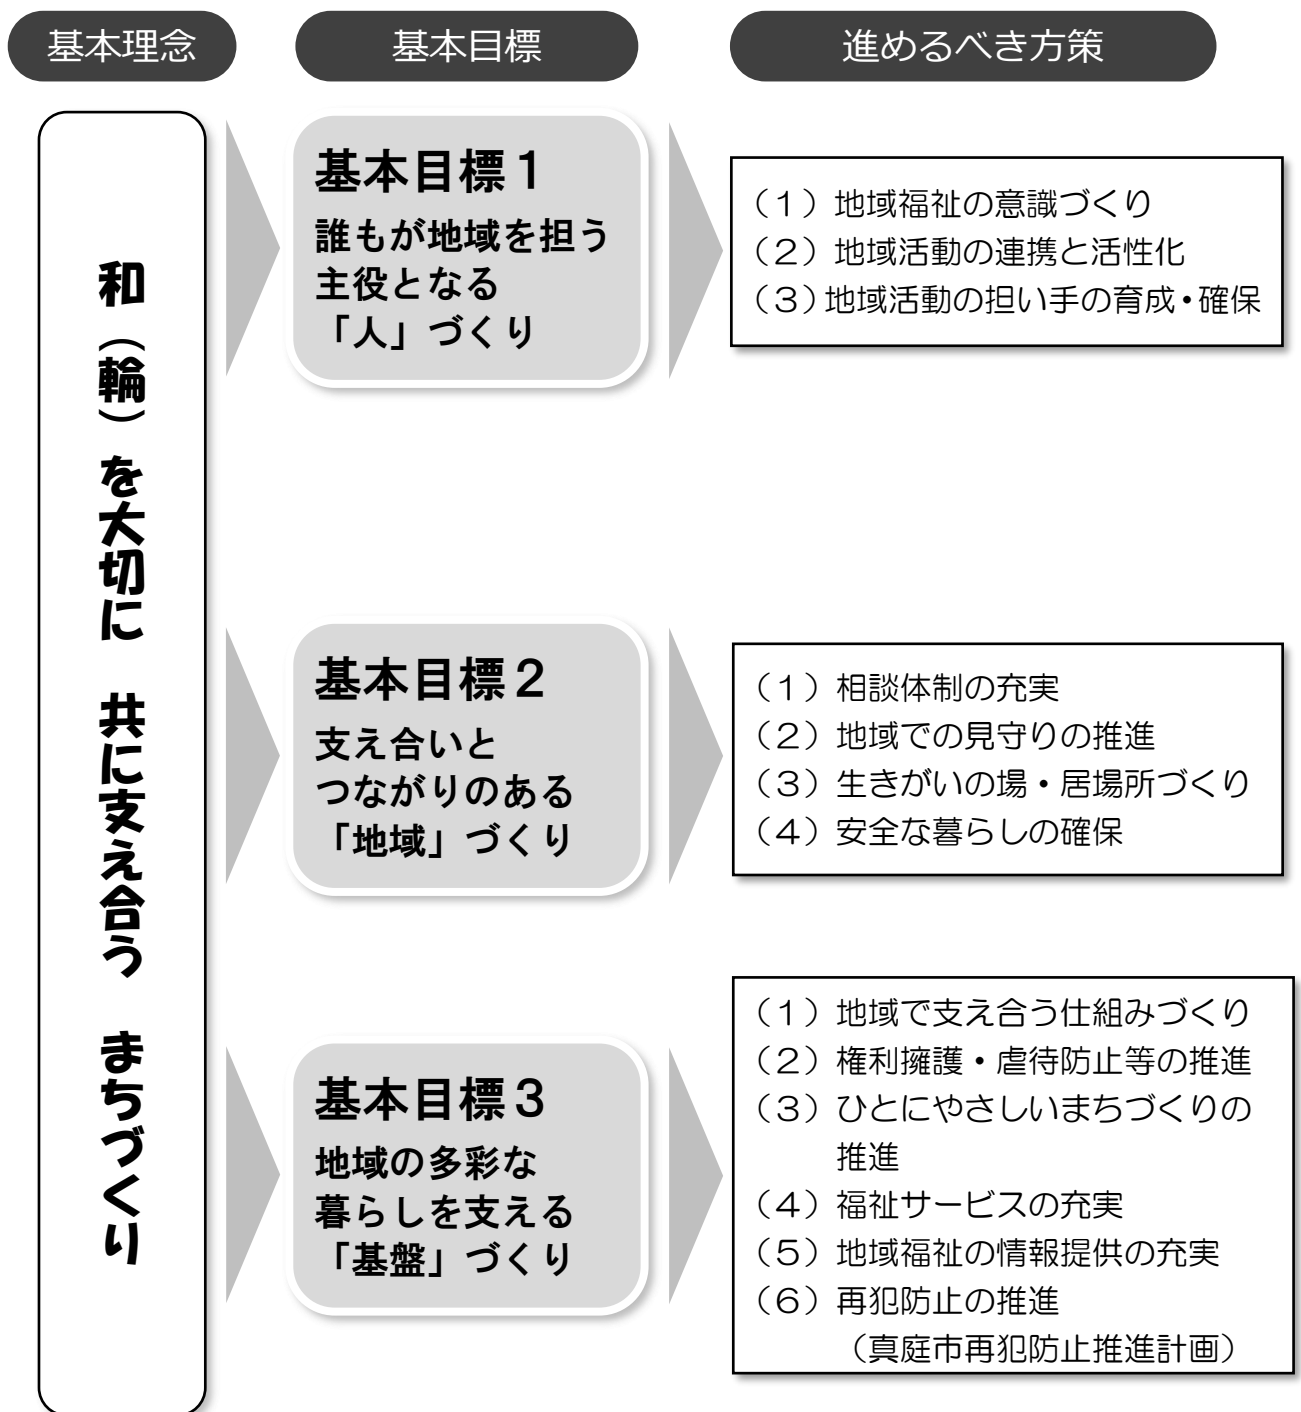 基本理念
基本目標
進めるべき方策
和（輪）を大切に　共に支え合う　まちづくり
基本目標１
誰もが地域を担う
主役となる
「人」づくり
（１）地域福祉の意識づくり
（２）地域活動の連携と活性化
（３）地域活動の担い手の育成・確保
基本目標２
支え合いと
つながりのある
「地域」づくり
（１）相談体制の充実
（２）地域での見守りの推進
（３）生きがいの場・居場所づくり
（４）安全な暮らしの確保
基本目標３
地域の多彩な
暮らしを支える
「基盤」づくり
（１）地域で支え合う仕組みづくり
（２）権利擁護・虐待防止等の推進
（３）ひとにやさしいまちづくりの
推進
（４）福祉サービスの充実
（５）地域福祉の情報提供の充実
（６）再犯防止の推進
（真庭市再犯防止推進計画）